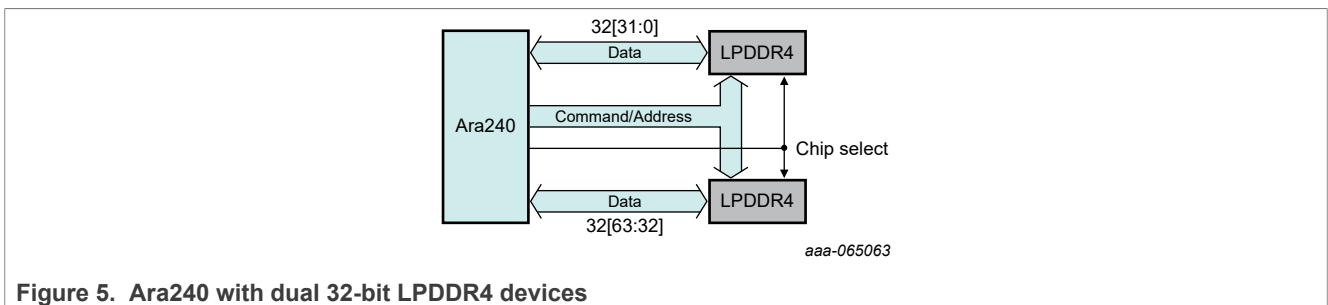 32[31:0]
Data
LPDDR4
Ara240
Command/Address
Chip select
Data
LPDDR4
32[63:32]
aaa-065063
Figure 5. Ara240 with dual 32-bit LPDDR4 devices